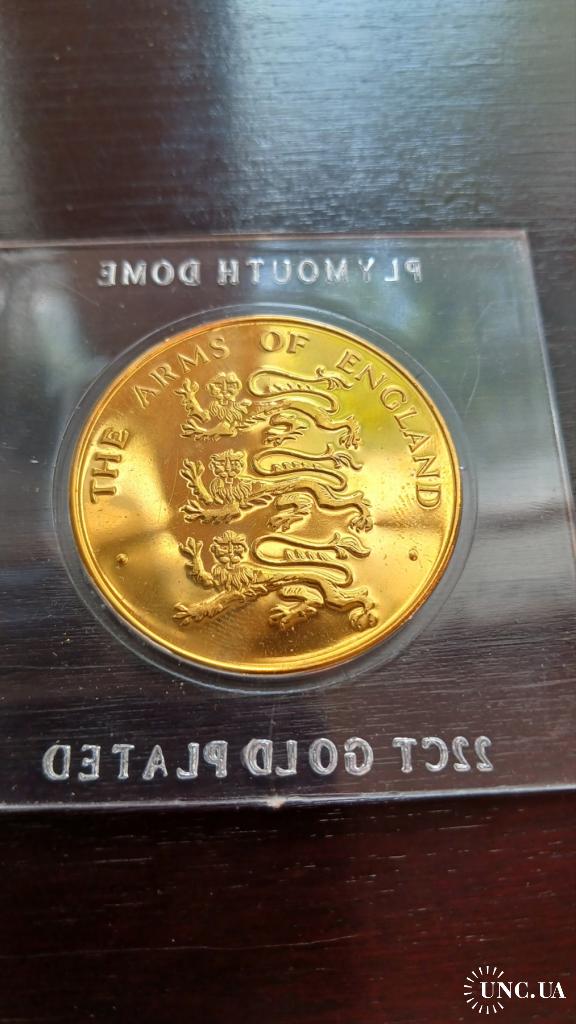 PLYMOUTH DOME
THE ARMS OF ENGLAND
22CT GOLD PLATED
UNC.UA